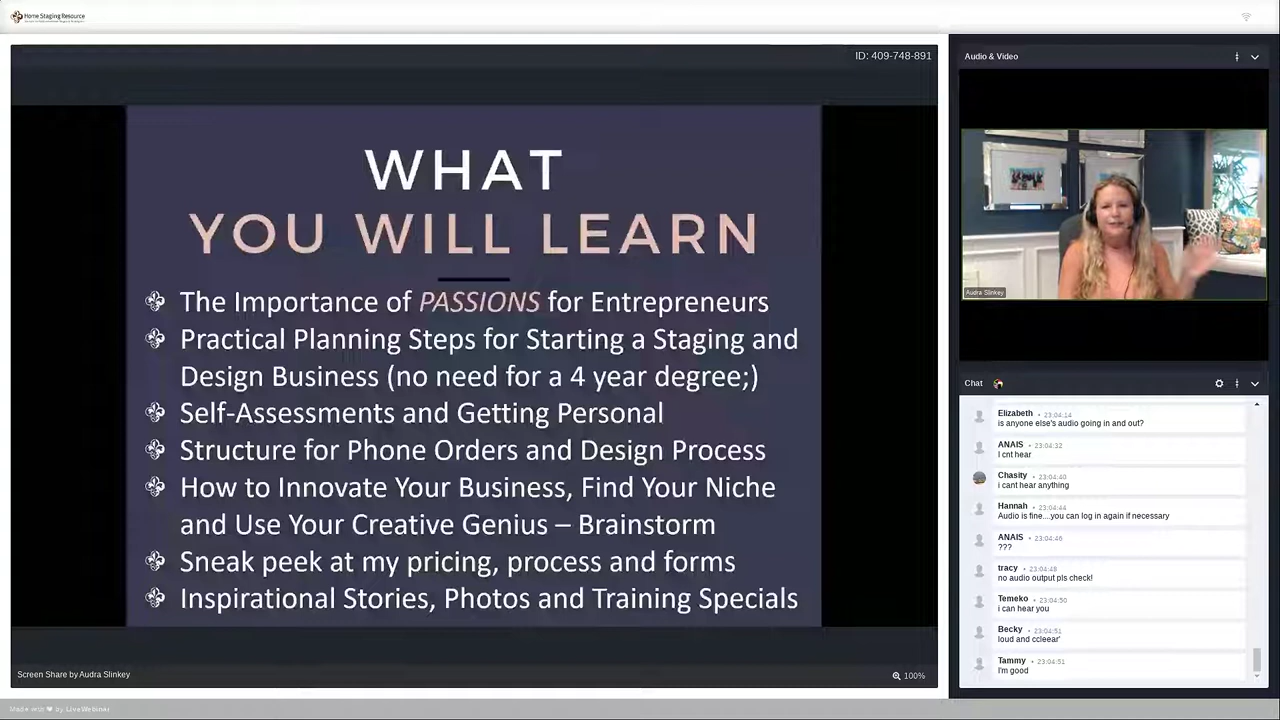 Home Staging Resource
ID: 409-748-891
WHAT
YOU WILL LEARN
The Importance of PASSIONS for Entrepreneurs
Practical Planning Steps for Starting a Staging and
Design Business (no need for a 4 year degree;)
Self-Assessments and Getting Personal
Structure for Phone Orders and Design Process
How to Innovate Your Business, Find Your Niche
and Use Your Creative Genius – Brainstorm
Sneak peek at my pricing, process and forms
Inspirational Stories, Photos and Training Specials
Screen Share by Audra Slinkey
100%
Audio & Video
Audra Slinkey
Chat
Elizabeth • 23:04:14
is anyone else's audio going in and out?
ANAIS • 23:04:32
I cnt hear
Chasity • 23:04:40
i cant hear anything
Hannah • 23:04:44
Audio is fine....you can log in again if necessary
ANAIS • 23:04:46
???
tracy • 23:04:48
no audio output pls check!
Temeko • 23:04:50
i can hear you
Becky • 23:04:51
loud and ccleear'
Tammy • 23:04:51
I'm good
Made with ❤ by LiveWebinar